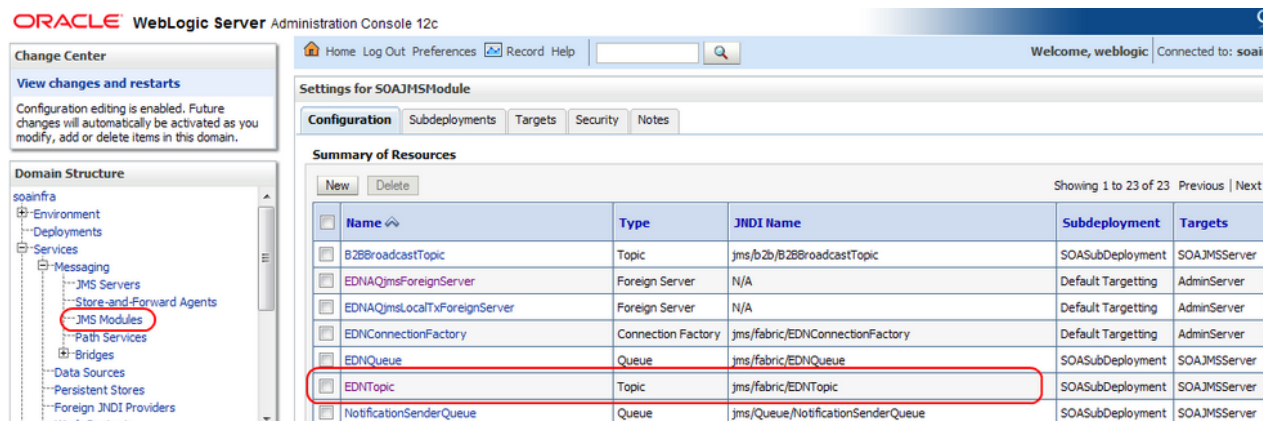 ORACLE WebLogic Server Administration Console 12c
Change Center
View changes and restarts
Configuration editing is enabled. Future
changes will automatically be activated as you
modify, add or delete items in this domain.
Domain Structure
soainfra
Environment
Deployments
Services
Messaging
JMS Servers
Store-and-Forward Agents
JMS Modules
Path Services
Bridges
Data Sources
Persistent Stores
Foreign JNDI Providers
Home Log Out Preferences Record Help
Welcome, weblogic Connected to: soai
Settings for SOAJMSModule
Configuration Subdeployments Targets Security Notes
Summary of Resources
New Delete Showing 1 to 23 of 23 Previous | Next
Name Type JNDI Name Subdeployment Targets
B2BBroadcastTopic Topic jms/b2b/B2BBroadcastTopic SOASubDeployment SOAJMSServer
EDNAQjmsForeignServer Foreign Server N/A Default Targetting AdminServer
EDNAQjmsLocalTxForeignServer Foreign Server N/A Default Targetting AdminServer
EDNConnectionFactory Connection Factory jms/fabric/EDNConnectionFactory Default Targetting AdminServer
EDNQueue Queue jms/fabric/EDNQueue SOASubDeployment SOAJMSServer
EDNTopic Topic jms/fabric/EDNTopic SOASubDeployment SOAJMSServer
NotificationSenderQueue Queue jms/Queue/NotificationSenderQueue SOASubDeployment SOAJMSServer